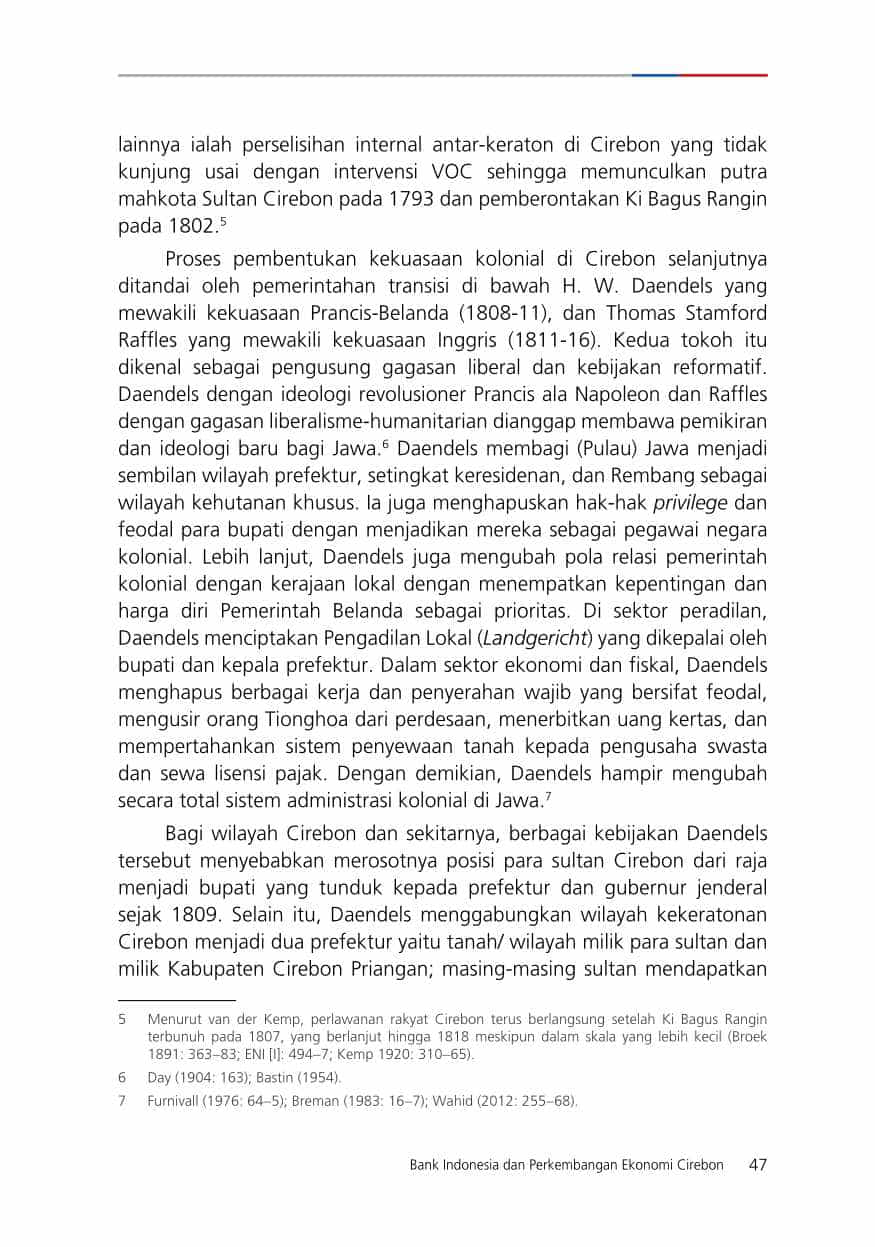 lainnya ialah perselisihan internal antar-keraton di Cirebon yang tidak
kunjung usai dengan intervensi VOC sehingga memunculkan putra
mahkota Sultan Cirebon pada 1793 dan pemberontakan Ki Bagus Rangin
pada 1802.5
Proses pembentukan kekuasaan kolonial di Cirebon selanjutnya
ditandai oleh pemerintahan transisi di bawah H. W. Daendels yang
mewakili kekuasaan Prancis-Belanda (1808-11), dan Thomas Stamford
Raffles yang mewakili kekuasaan Inggris (1811-16). Kedua tokoh itu
dikenal sebagai pengusung gagasan liberal dan kebijakan reformatif.
Daendels dengan ideologi revolusioner Prancis ala Napoleon dan Raffles
dengan gagasan liberalisme-humanitarian dianggap membawa pemikiran
dan ideologi baru bagi Jawa.6 Daendels membagi (Pulau) Jawa menjadi
sembilan wilayah prefektur, setingkat keresidenan, dan Rembang sebagai
wilayah kehutanan khusus. Ia juga menghapuskan hak-hak privilege dan
feodal para bupati dengan menjadikan mereka sebagai pegawai negara
kolonial. Lebih lanjut, Daendels juga mengubah pola relasi pemerintah
kolonial dengan kerajaan lokal dengan menempatkan kepentingan dan
harga diri Pemerintah Belanda sebagai prioritas. Di sektor peradilan,
Daendels menciptakan Pengadilan Lokal (Landgericht) yang dikepalai oleh
bupati dan kepala prefektur. Dalam sektor ekonomi dan fiskal, Daendels
menghapus berbagai kerja dan penyerahan wajib yang bersifat feodal,
mengusir orang Tionghoa dari perdesaan, menerbitkan uang kertas, dan
mempertahankan sistem penyewaan tanah kepada pengusaha swasta
dan sewa lisensi pajak. Dengan demikian, Daendels hampir mengubah
secara total sistem administrasi kolonial di Jawa.7
Bagi wilayah Cirebon dan sekitarnya, berbagai kebijakan Daendels
tersebut menyebabkan merosotnya posisi para sultan Cirebon dari raja
menjadi bupati yang tunduk kepada prefektur dan gubernur jenderal
sejak 1809. Selain itu, Daendels menggabungkan wilayah kekeratonan
Cirebon menjadi dua prefektur yaitu tanah/ wilayah milik para sultan dan
milik Kabupaten Cirebon Priangan; masing-masing sultan mendapatkan
5 Menurut van der Kemp, perlawanan rakyat Cirebon terus berlangsung setelah Ki Bagus Rangin
terbunuh pada 1807, yang berlanjut hingga 1818 meskipun dalam skala yang lebih kecil (Broek
1891: 363–83; ENI [I]: 494–7; Kemp 1920: 310–65).
6 Day (1904: 163); Bastin (1954).
7 Furnivall (1976: 64–5); Breman (1983: 16–7); Wahid (2012: 255–68).
Bank Indonesia dan Perkembangan Ekonomi Cirebon 47